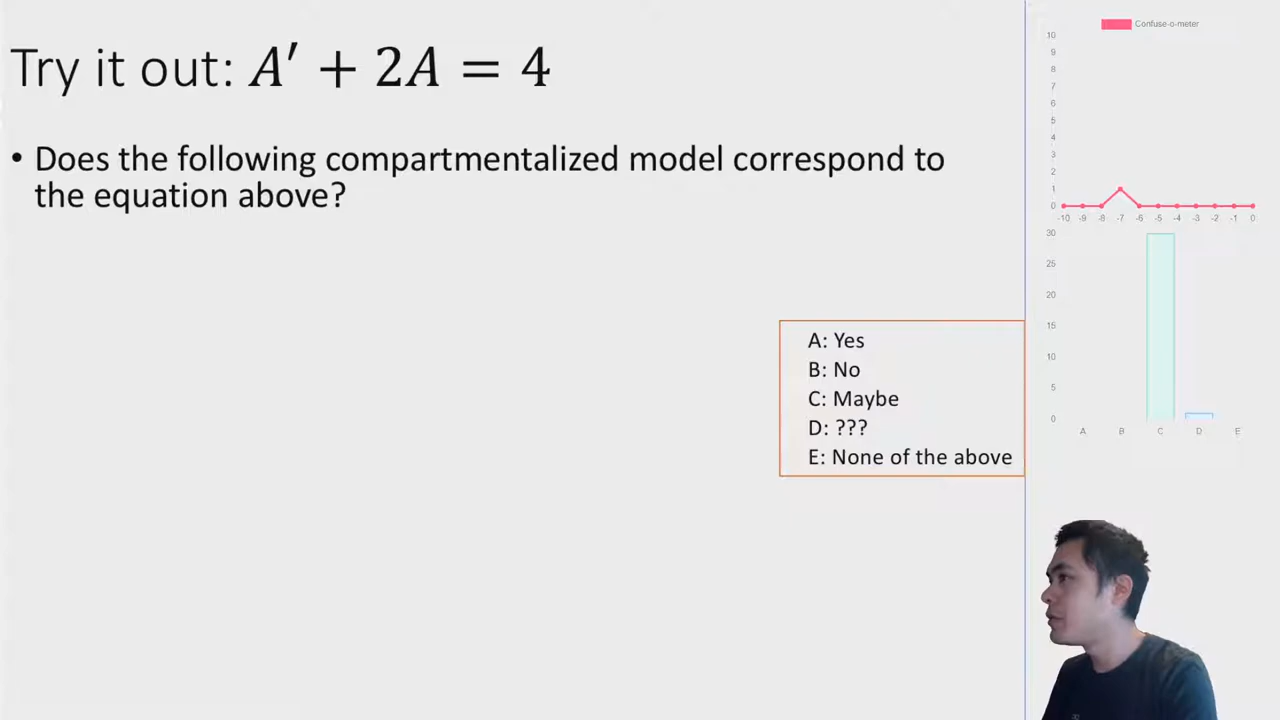 Try it out: A′ + 2A = 4
• Does the following compartmentalized model correspond to
the equation above?
A: Yes
B: No
C: Maybe
D: ???
E: None of the above
Confuse-o-meter
10
9
8
7
6
5
4
3
2
1
0
-10 -9 -8 -7 -6 -5 -4 -3 -2 -1 0
30
25
20
15
10
5
0
A B C D E